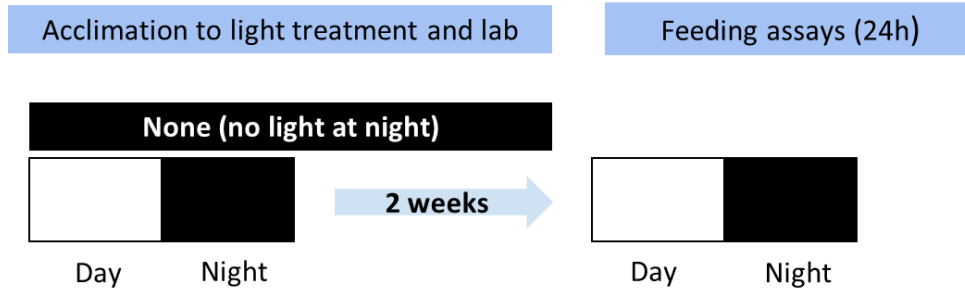 Acclimation to light treatment and lab
Feeding assays (24h)
None (no light at night)
2 weeks
Day
Night
Day
Night